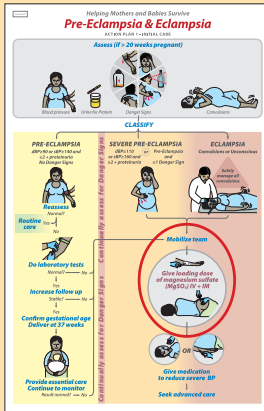 Helping Mothers and Babies Survive
Pre-Eclampsia & Eclampsia
ACTION PLAN 1 • INITIAL CARE
Assess (if > 20 weeks pregnant)
Blood pressure
Urine for Protein
Danger Signs
Convulsions
CLASSIFY
PRE-ECLAMPSIA
dBP≥90 or sBP≥140 and
≤2 + proteinuria
No Danger Signs
SEVERE PRE-ECLAMPSIA
dBP≥110
or sBP≥160 and
≥2 + proteinuria
or
Pre-Eclampsia
and
≥1 Danger Sign
ECLAMPSIA
Convulsions or Unconscious
Safely
manage all
convulsions
Continually assess for Danger Signs
Continually assess for Danger Signs
Reassess
Normal?
Yes
Routine
care
No
Do laboratory tests
Normal?
No
Yes
Increase follow up
Stable?
No
Yes
Confirm gestational age
Deliver at 37 weeks
Provide essential care
Continue to monitor
Result normal?
No
Mobilize team
Give loading dose
of magnesium sulfate
(MgSO₄) IV + IM
OR
Give medication
to reduce severe BP
Seek advanced care